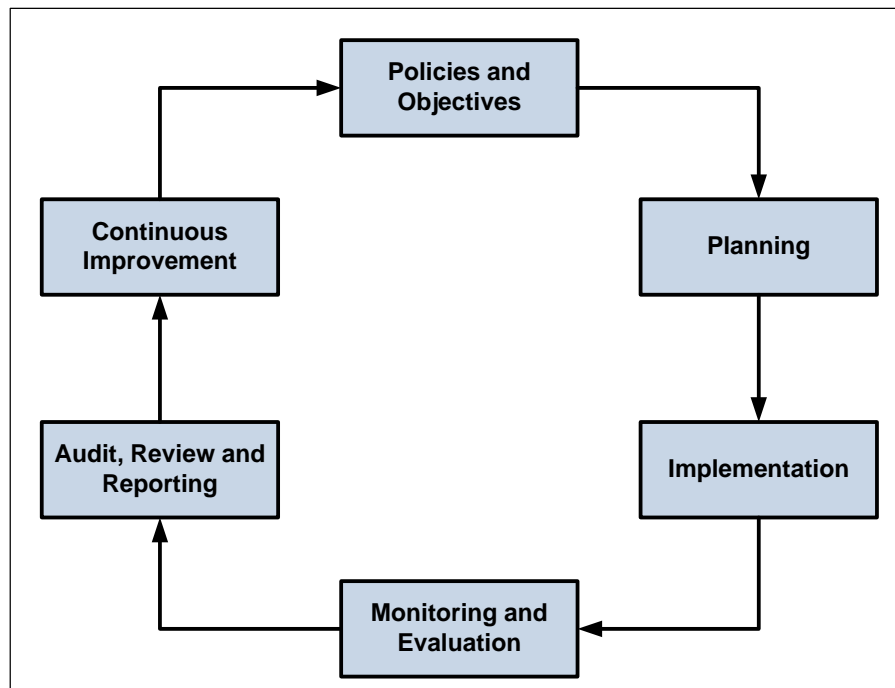 Policies and
Objectives
Planning
Implementation
Monitoring and
Evaluation
Audit, Review and
Reporting
Continuous
Improvement